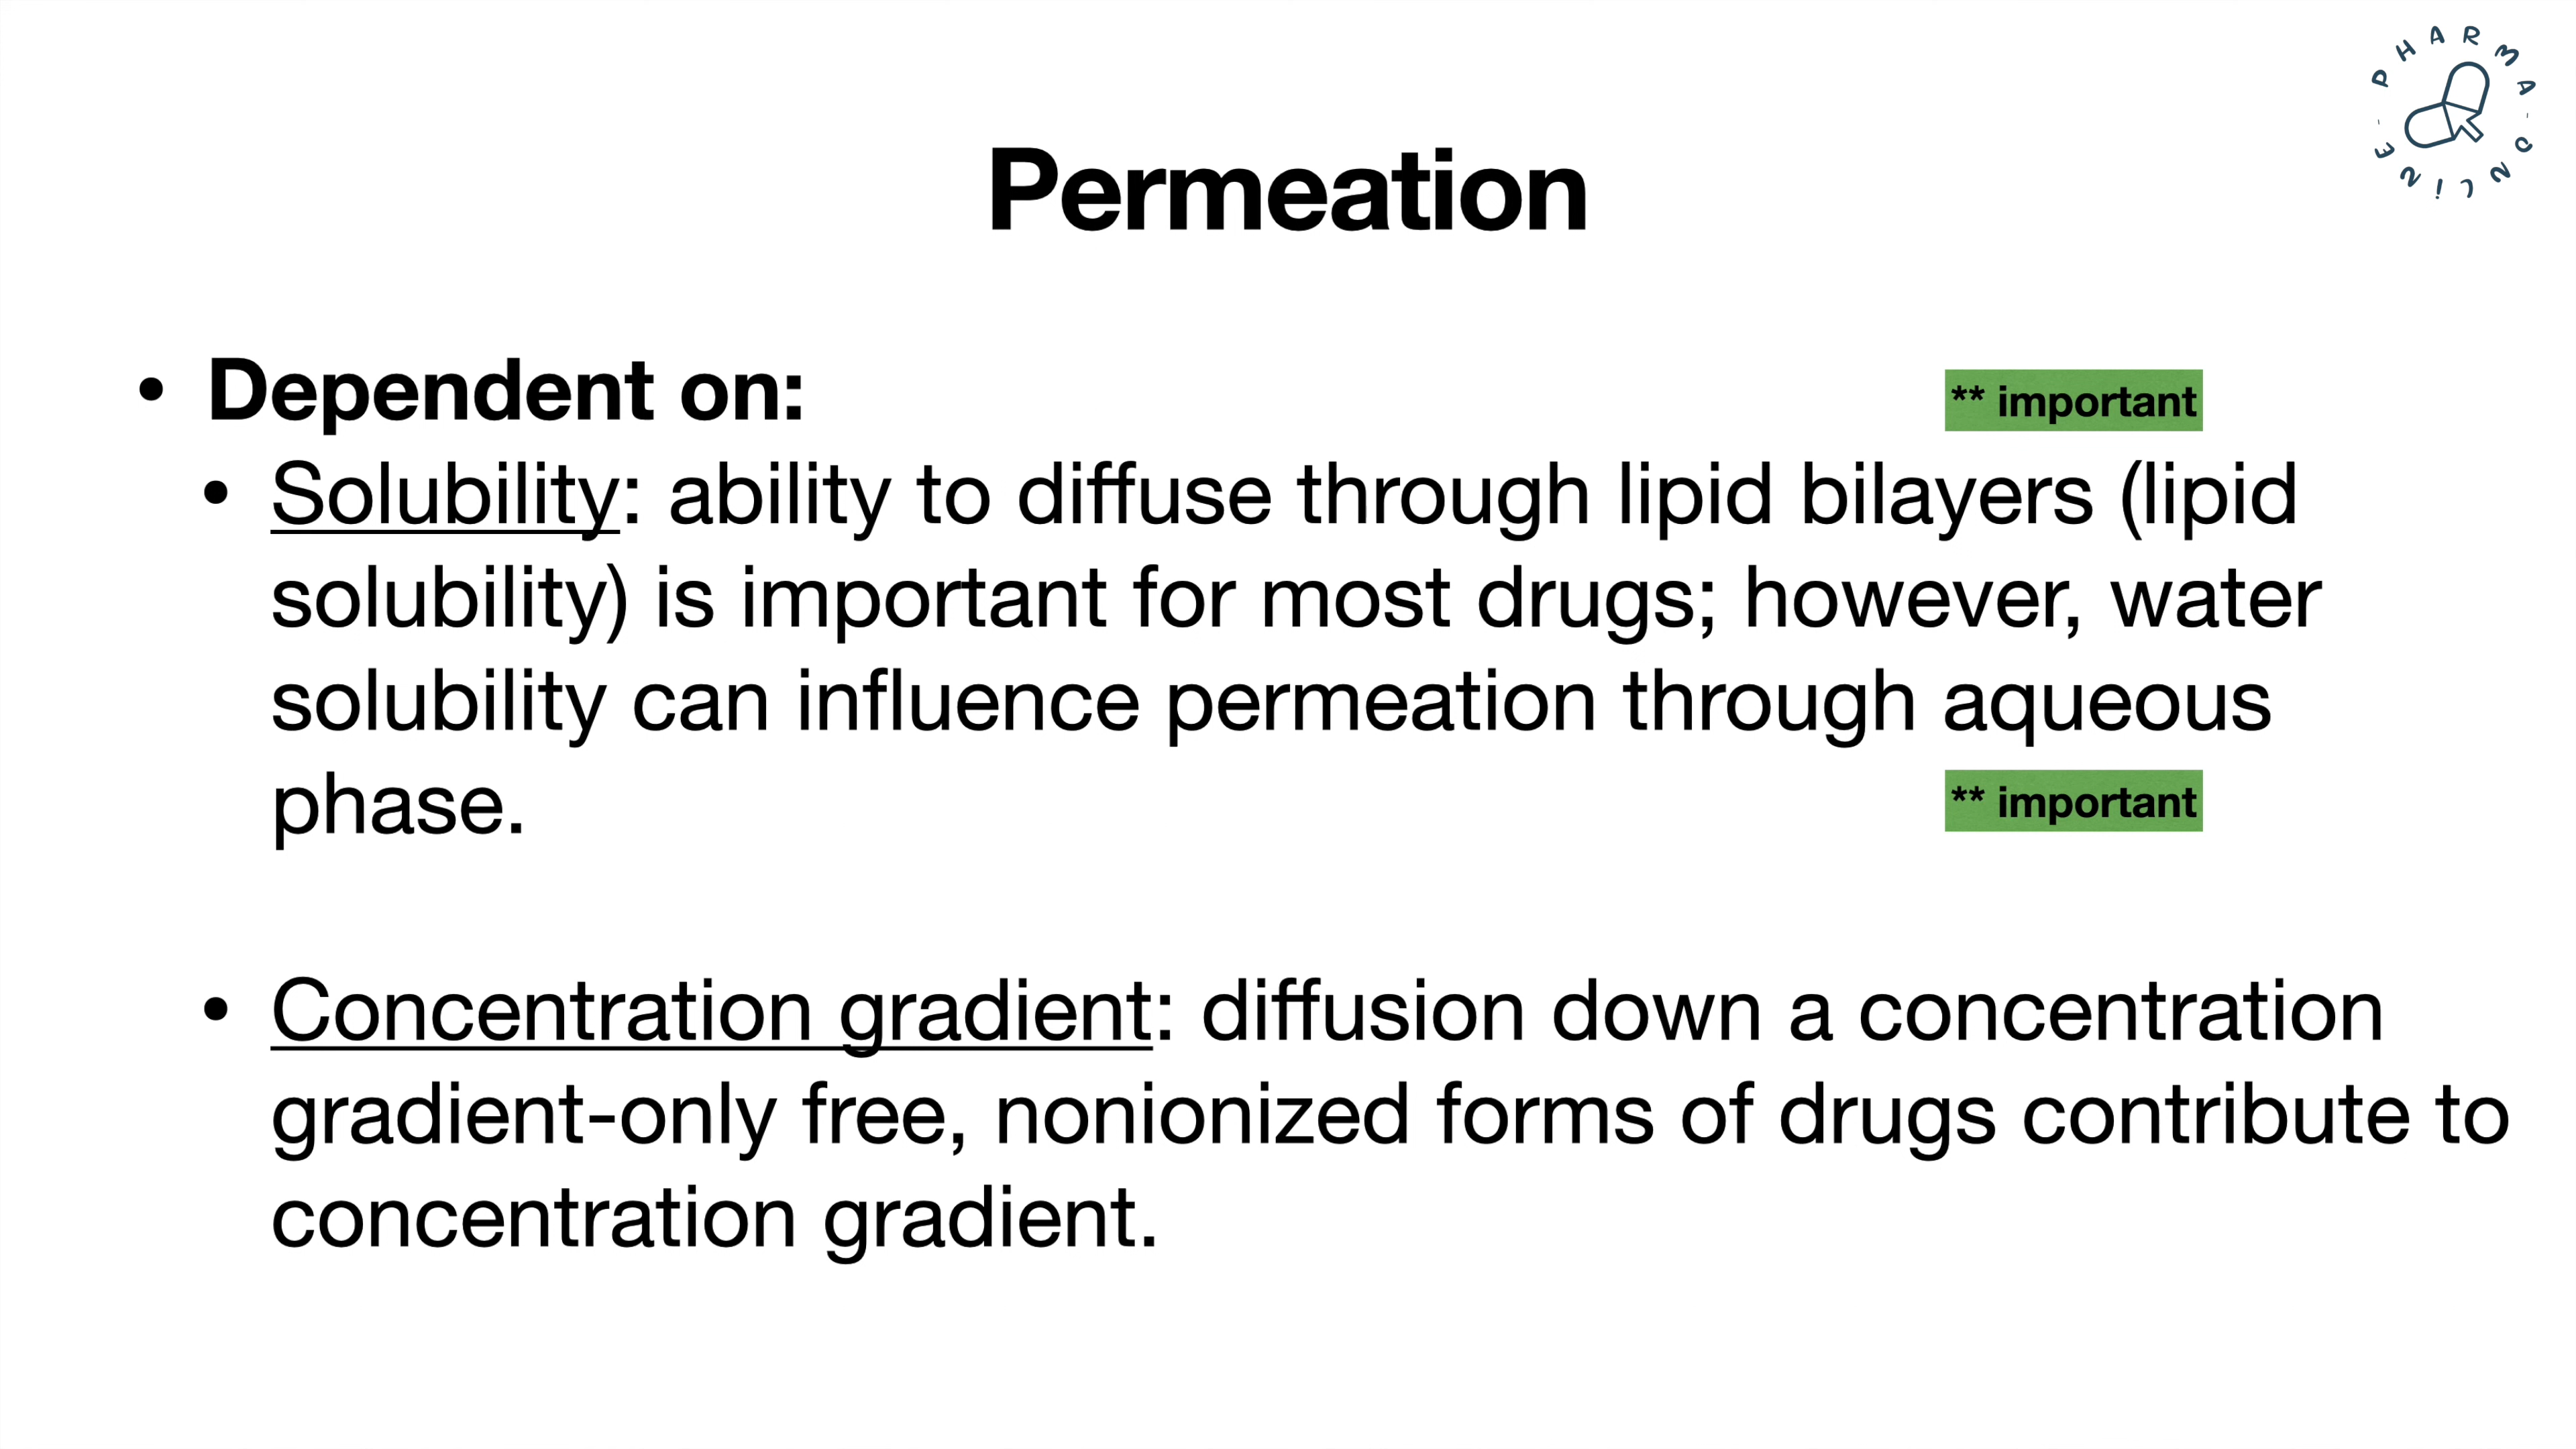 PHARMA-ONLINE-
Permeation
• Dependent on:
** important
• Solubility: ability to diffuse through lipid bilayers (lipid
solubility) is important for most drugs; however, water
solubility can influence permeation through aqueous
phase.
** important
• Concentration gradient: diffusion down a concentration
gradient-only free, nonionized forms of drugs contribute to
concentration gradient.